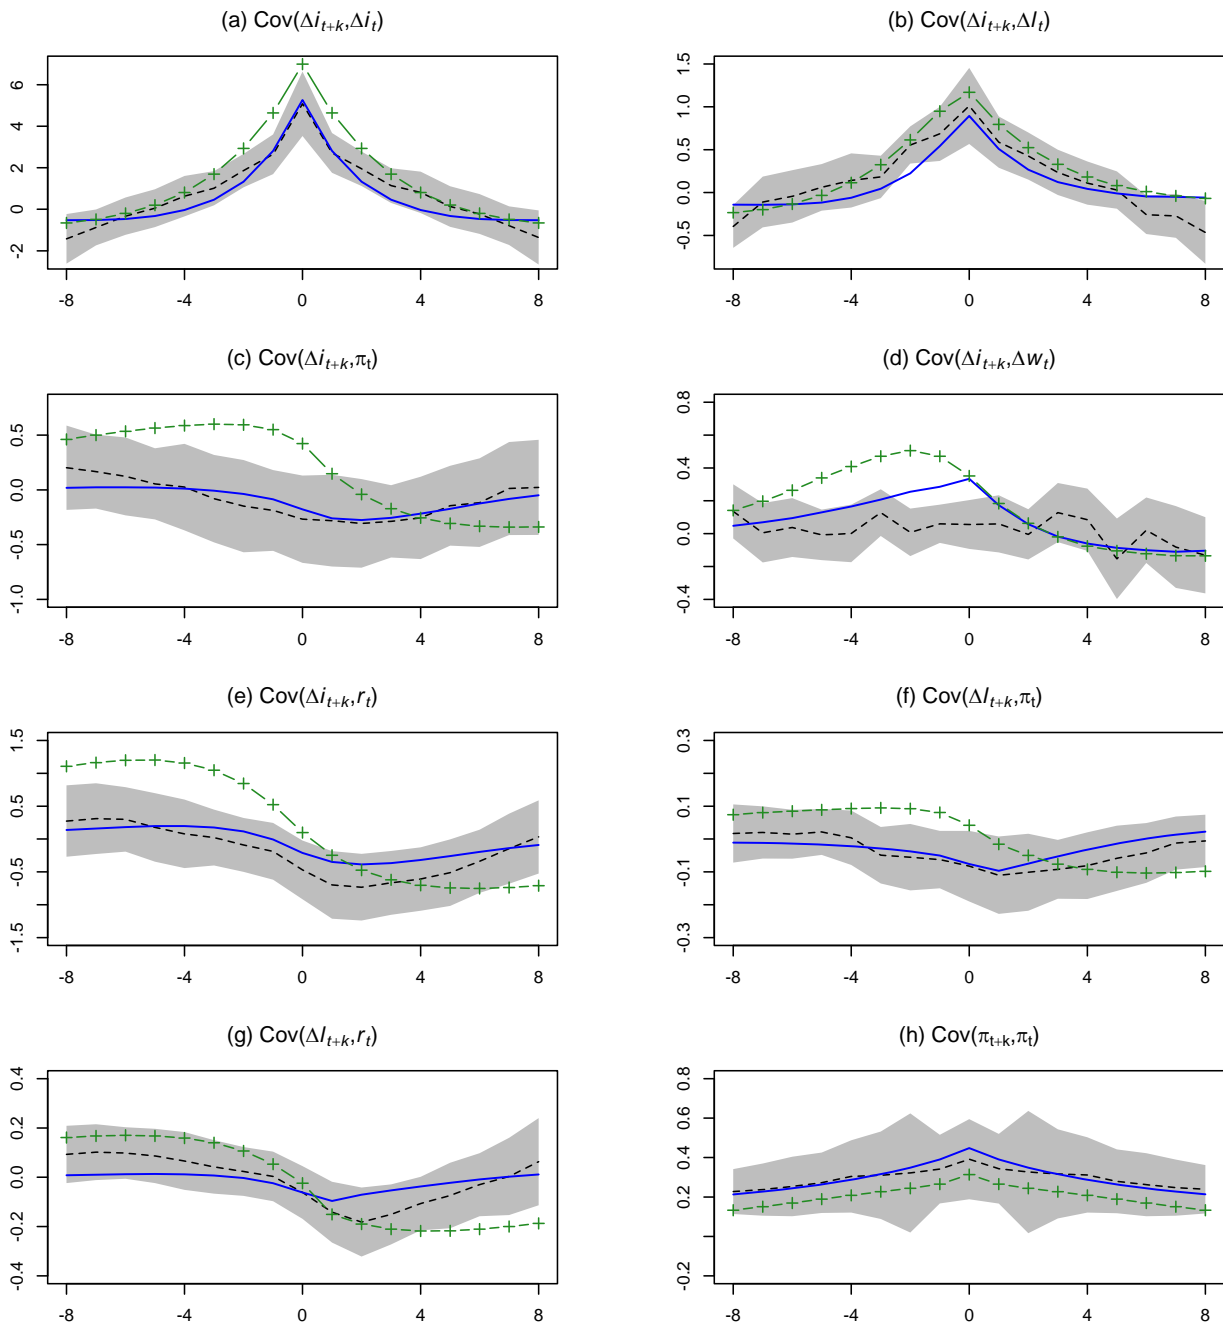 (a) Cov(Δi_{t+k},Δi_t)
6
4
2
0
2
-8 -4 0 4 8
(b) Cov(Δi_{t+k},Δl_t)
1.5
1.0
0.5
0.0
-0.5
-8 -4 0 4 8
(c) Cov(Δi_{t+k},π_t)
0.5
0.0
-0.5
-1.0
-8 -4 0 4 8
(d) Cov(Δi_{t+k},Δw_t)
0.8
0.4
0.0
-0.4
-8 -4 0 4 8
(e) Cov(Δi_{t+k},r_t)
1.5
0.5
-0.5
-1.5
-8 -4 0 4 8
(f) Cov(Δl_{t+k},π_t)
0.3
0.1
-0.1
-0.3
-8 -4 0 4 8
(g) Cov(Δl_{t+k},r_t)
0.4
0.2
0.0
-0.2
-0.4
-8 -4 0 4 8
(h) Cov(π_{t+k},π_t)
0.8
0.6
0.4
0.2
-0.2
-8 -4 0 4 8